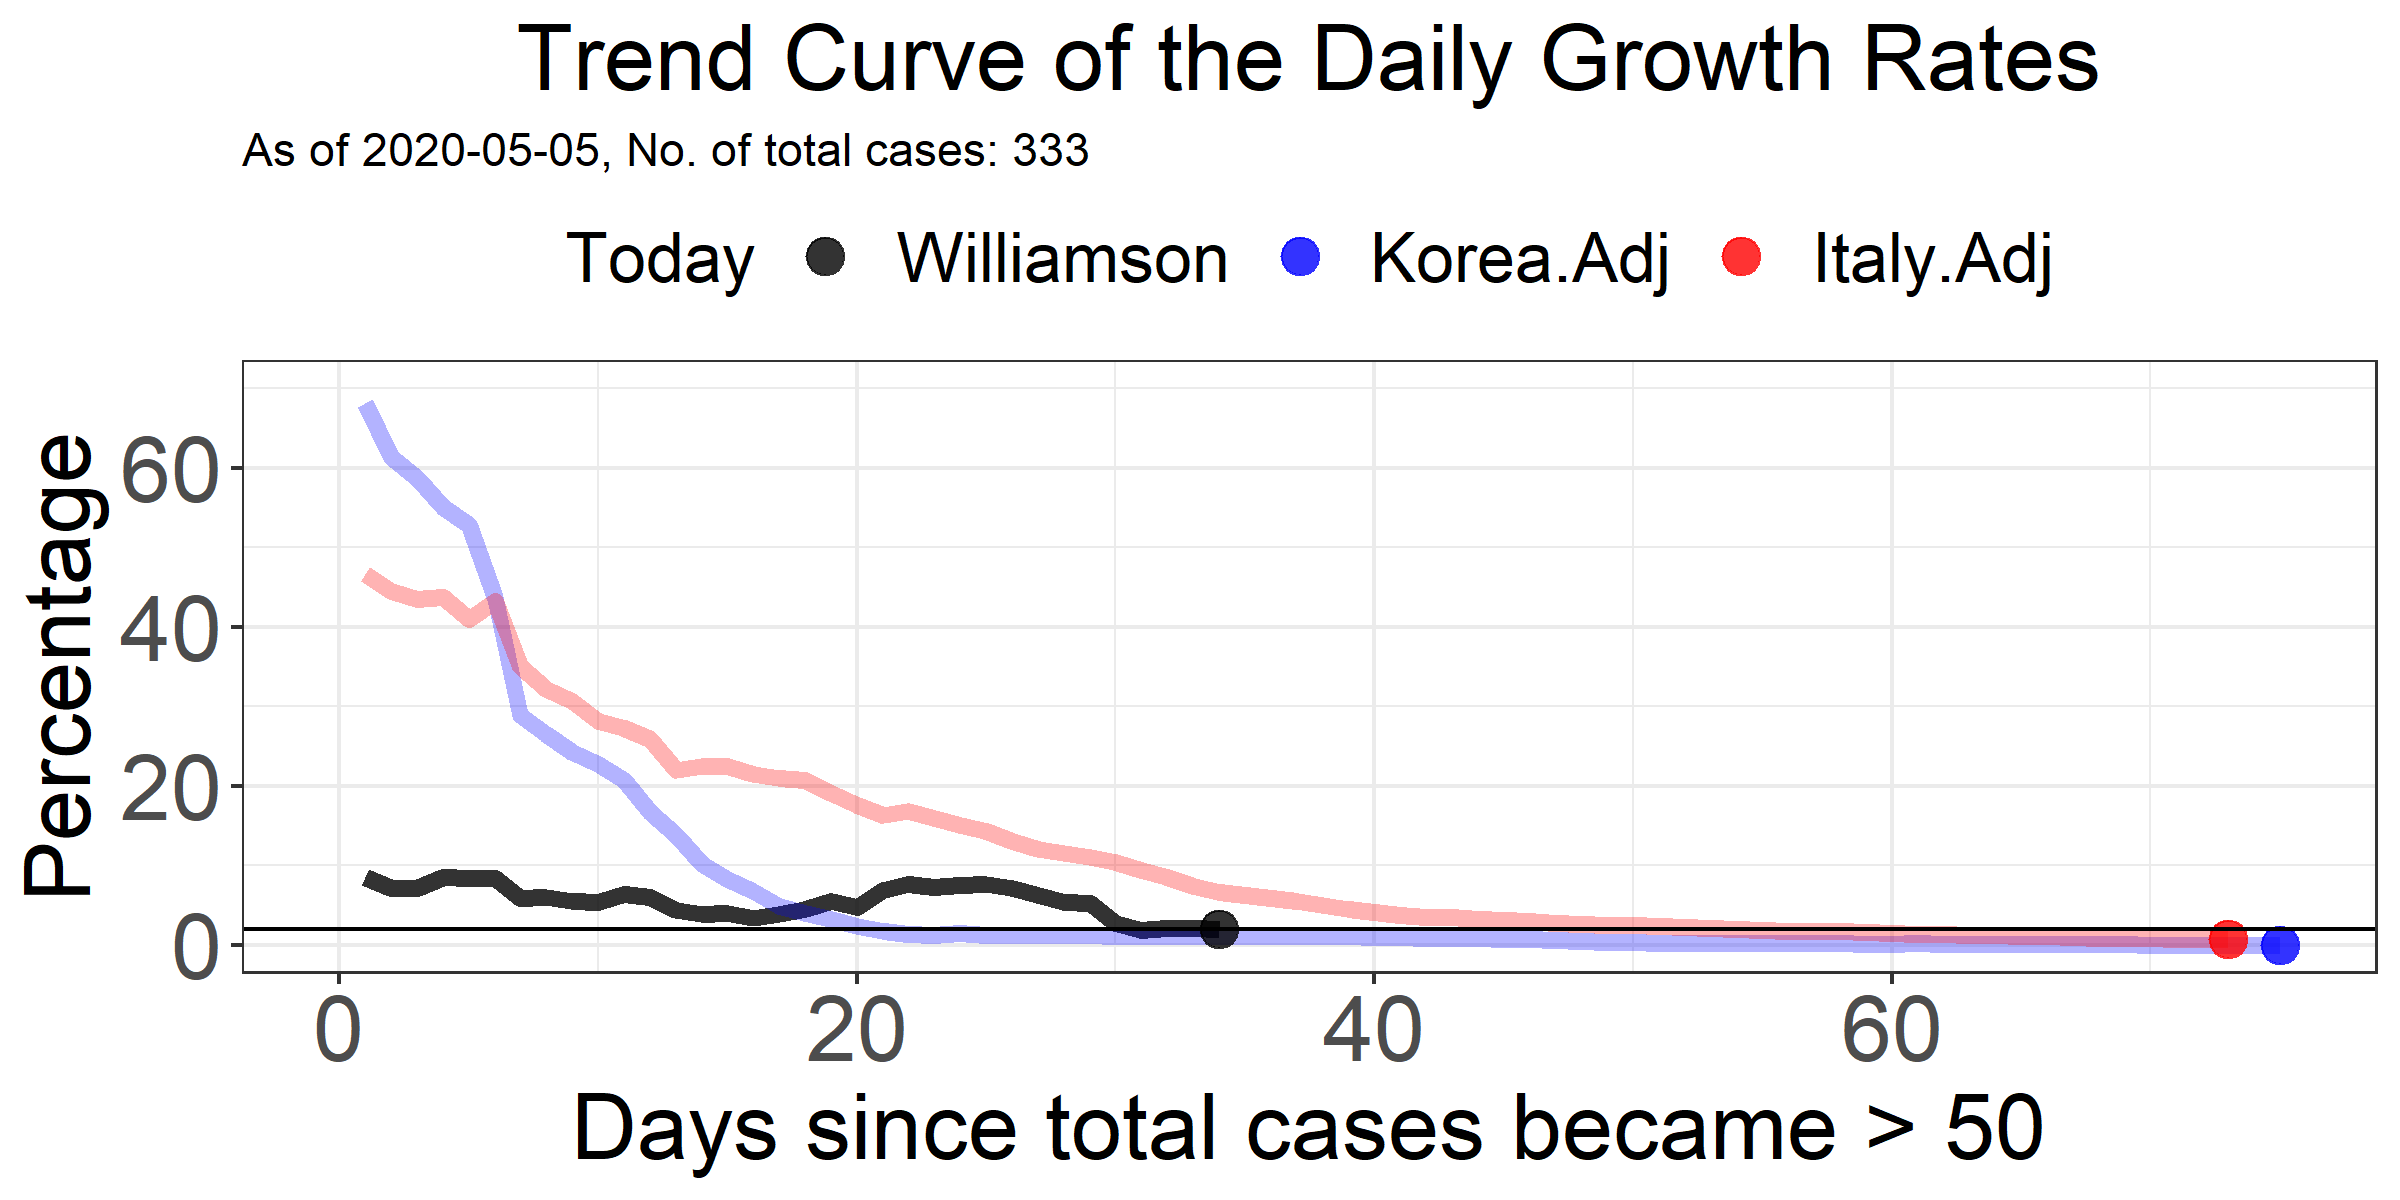 Trend Curve of the Daily Growth Rates
As of 2020-05-05, No. of total cases: 333
Today Williamson Korea.Adj Italy.Adj
Percentage
60
40
20
0
0 20 40 60
Days since total cases became > 50